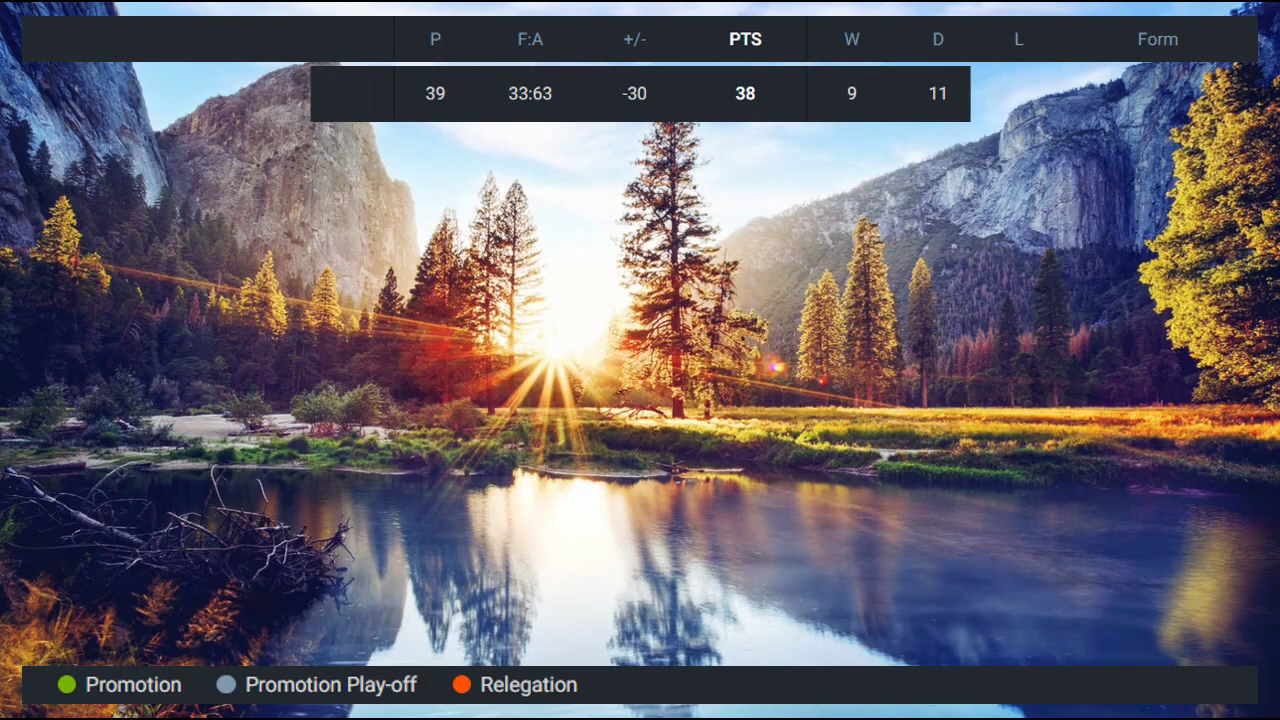 P F:A +/- PTS W D L Form
39 33:63 -30 38 9 11
Promotion Promotion Play-off Relegation